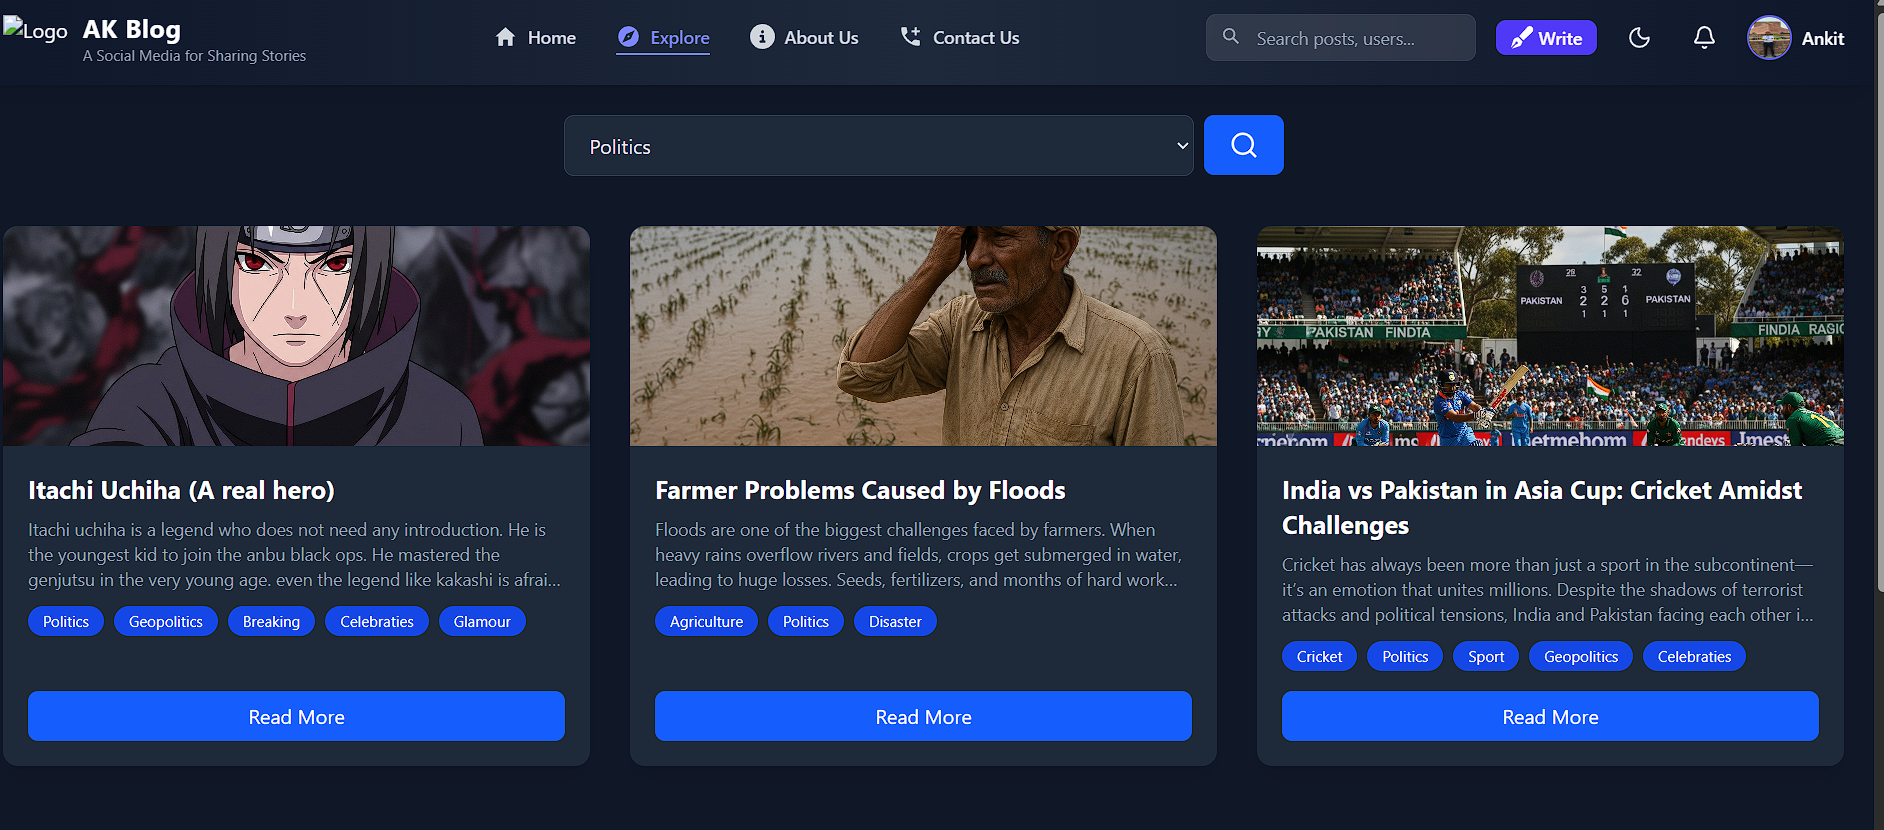 Logo
AK Blog
A Social Media for Sharing Stories
Home
Explore
About Us
Contact Us
Search posts, users...
Write
Ankit
Politics
PAKISTAN
PAKISTAN
28
32
3 5 1
2 2 6
1 1 1
PAKISTAN FINDTA
FINDIA
Itachi Uchiha (A real hero)
Itachi uchiha is a legend who does not need any introduction. He is
the youngest kid to join the anbu black ops. He mastered the
genjutsu in the very young age. even the legend like kakashi is afrai...
Politics
Geopolitics
Breaking
Celebraties
Glamour
Read More
Farmer Problems Caused by Floods
Floods are one of the biggest challenges faced by farmers. When
heavy rains overflow rivers and fields, crops get submerged in water,
leading to huge losses. Seeds, fertilizers, and months of hard work...
Agriculture
Politics
Disaster
Read More
India vs Pakistan in Asia Cup: Cricket Amidst
Challenges
Cricket has always been more than just a sport in the subcontinent—
it’s an emotion that unites millions. Despite the shadows of terrorist
attacks and political tensions, India and Pakistan facing each other i...
Cricket
Politics
Sport
Geopolitics
Celebraties
Read More